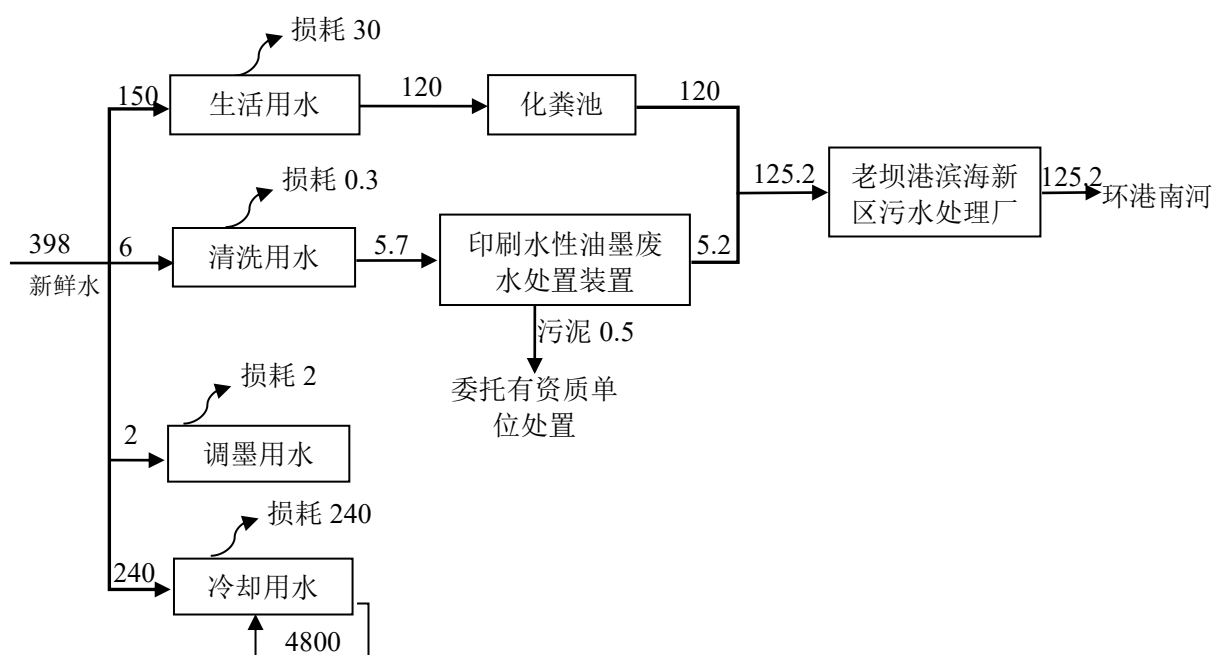 损耗 30
150
生活用水
120
化粪池
120
损耗 0.3
125.2
老坝港滨海新
区污水处理厂
125.2
环港南河
398
新鲜水
6
清洗用水
5.7
印刷水性油墨废
水处置装置
5.2
污泥 0.5
委托有资质单
位处置
损耗 2
2
调墨用水
损耗 240
240
冷却用水
4800